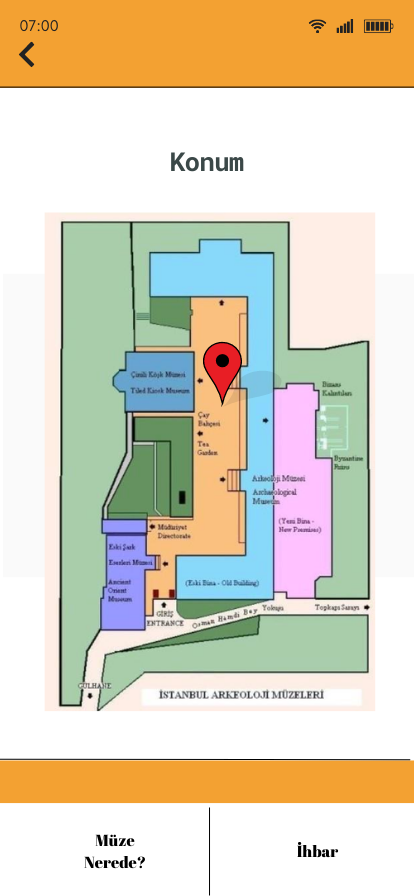 07:00
Konum
Çinili Köşk Müzesi
Tiled Kiosk Museum
Bizans
Kalıntıları
Çay
Bahçesi
Tea
Garden
Byzantine
Ruins
Arkeoloji Müzesi
Archaeological
Museum
(Yeni Bina -
New Premises)
Müdüriyet
Directorate
Eski Şark
Eserleri Müzesi
Ancient
Orient
Museum
(Eski Bina - Old Building)
GİRİŞ
ENTRANCE
Osman Hamdi Bey Yokuşu
Topkapı Sarayı
GÜLHANE
İSTANBUL ARKEOLOJİ MÜZELERİ
Müze
Nerede?
İhbar